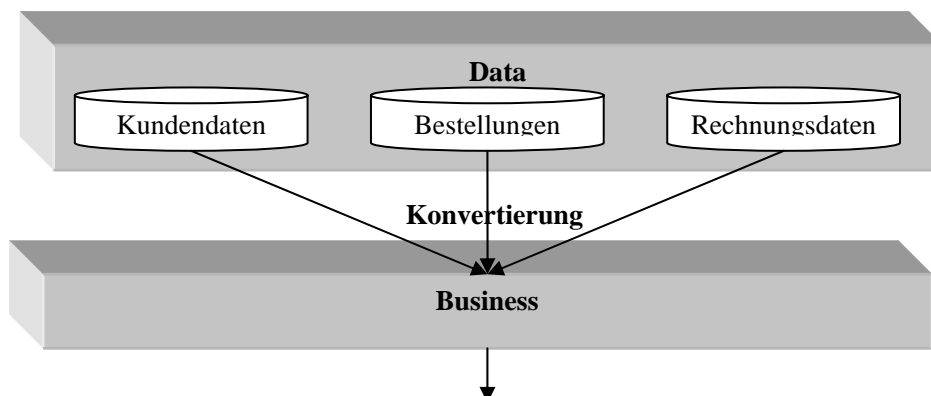 Data
Kundendaten
Bestellungen
Rechnungsdaten
Konvertierung
Business